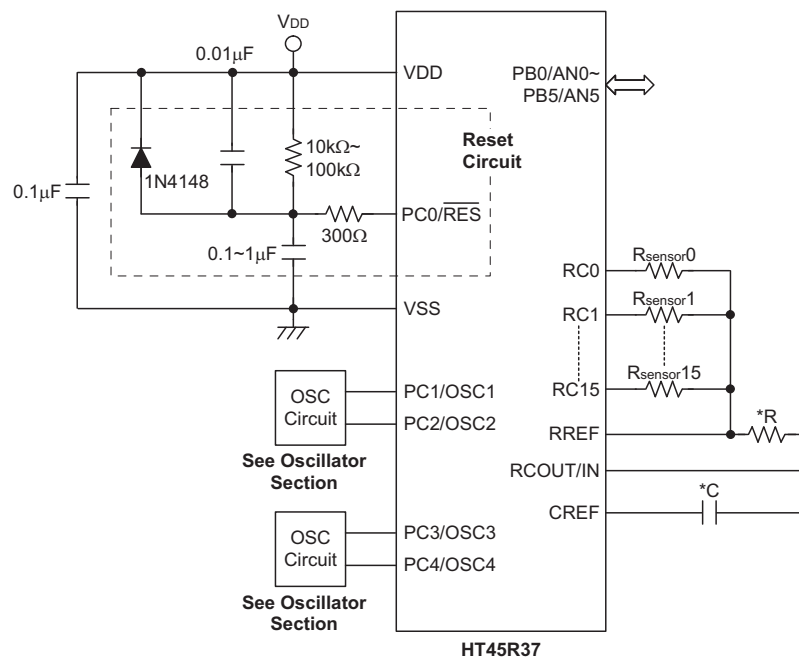 VDD
0.01μF
VDD
PB0/AN0~
PB5/AN5
Reset
Circuit
10kΩ~
100kΩ
1N4148
0.1μF
PC0/RES
300Ω
0.1~1μF
VSS
RC0
Rsensor0
RC1
Rsensor1
RC15
Rsensor15
RREF
*R
RCOUT/IN
CREF
*C
OSC
Circuit
PC1/OSC1
PC2/OSC2
See Oscillator
Section
OSC
Circuit
PC3/OSC3
PC4/OSC4
See Oscillator
Section
HT45R37